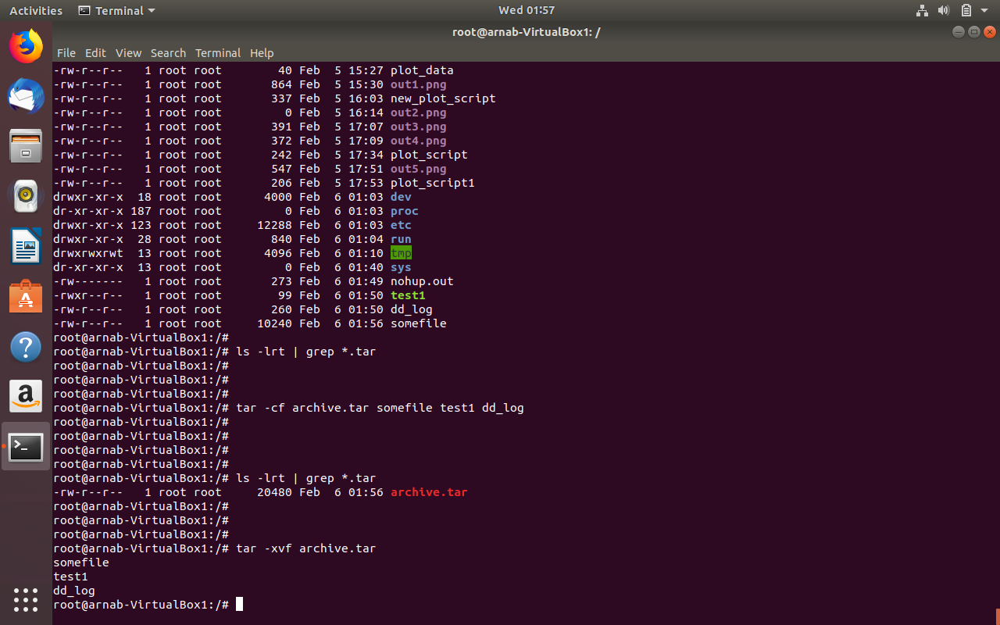 Activities Terminal Wed 01:57
root@arnab-VirtualBox1: /
File Edit View Search Terminal Help
-rw-r--r--   1 root root        40 Feb  5 15:27 plot_data
-rw-r--r--   1 root root       864 Feb  5 15:30 out1.png
-rw-r--r--   1 root root       337 Feb  5 16:03 new_plot_script
-rw-r--r--   1 root root         0 Feb  5 16:14 out2.png
-rw-r--r--   1 root root       391 Feb  5 17:07 out3.png
-rw-r--r--   1 root root       372 Feb  5 17:09 out4.png
-rw-r--r--   1 root root       242 Feb  5 17:34 plot_script
-rw-r--r--   1 root root       547 Feb  5 17:51 out5.png
-rw-r--r--   1 root root       206 Feb  5 17:53 plot_script1
drwxr-xr-x  18 root root      4000 Feb  6 01:03 dev
dr-xr-xr-x 187 root root         0 Feb  6 01:03 proc
drwxr-xr-x 123 root root     12288 Feb  6 01:03 etc
drwxr-xr-x  28 root root       840 Feb  6 01:04 run
drwxrwxrwt  13 root root      4096 Feb  6 01:10 tmp
dr-xr-xr-x  13 root root         0 Feb  6 01:40 sys
-rw-------   1 root root       273 Feb  6 01:49 nohup.out
-rwxr--r--   1 root root        99 Feb  6 01:50 test1
-rw-r--r--   1 root root       260 Feb  6 01:50 dd_log
-rw-r--r--   1 root root     10240 Feb  6 01:56 somefile
root@arnab-VirtualBox1:/#
root@arnab-VirtualBox1:/# ls -lrt | grep *.tar
root@arnab-VirtualBox1:/#
root@arnab-VirtualBox1:/#
root@arnab-VirtualBox1:/#
root@arnab-VirtualBox1:/# tar -cf archive.tar somefile test1 dd_log
root@arnab-VirtualBox1:/#
root@arnab-VirtualBox1:/#
root@arnab-VirtualBox1:/#
root@arnab-VirtualBox1:/#
root@arnab-VirtualBox1:/# ls -lrt | grep *.tar
-rw-r--r--   1 root root     20480 Feb  6 01:56 archive.tar
root@arnab-VirtualBox1:/#
root@arnab-VirtualBox1:/#
root@arnab-VirtualBox1:/#
root@arnab-VirtualBox1:/# tar -xvf archive.tar
somefile
test1
dd_log
root@arnab-VirtualBox1:/#